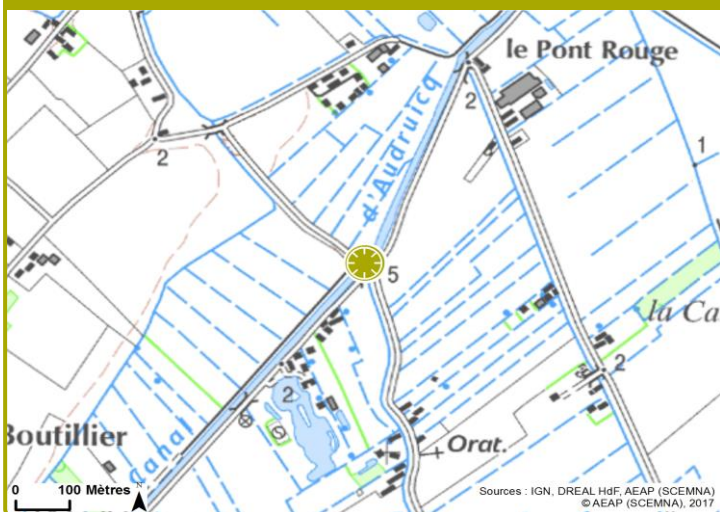 le Pont Rouge
2
2
1
d'Audruicq
5
la Ca
2
2
Boutillier
Canal
Orat.
N
0 100 Mètres
Sources : IGN, DREAL HdF, AEAP (SCEMNA)
© AEAP (SCEMNA), 2017